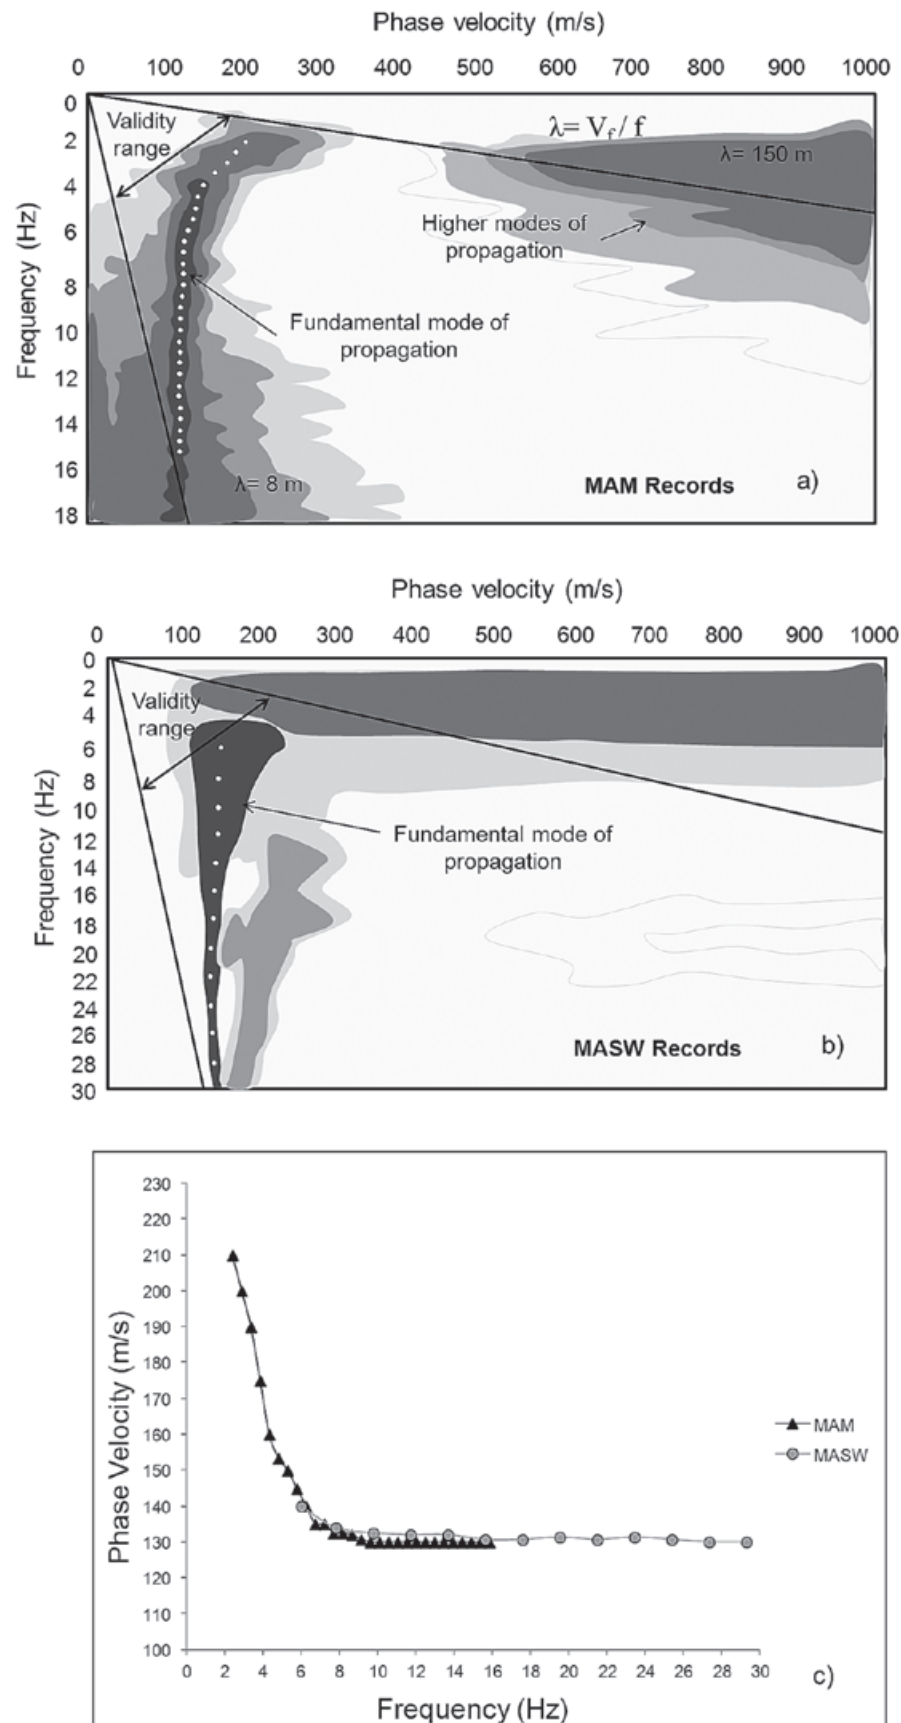 Phase velocity (m/s)
0 100 200 300 400 500 600 700 800 900 1000
Frequency (Hz)
0
2
4
6
8
10
12
14
16
18
Validity
range
λ= Vf / f
λ= 150 m
Higher modes of
propagation
Fundamental mode of
propagation
λ= 8 m
MAM Records a)
Phase velocity (m/s)
0 100 200 300 400 500 600 700 800 900 1000
Frequency (Hz)
0
2
4
6
8
10
12
14
16
18
20
22
24
26
28
30
Validity
range
Fundamental mode of
propagation
MASW Records b)
Phase Velocity (m/s)
230
220
210
200
190
180
170
160
150
140
130
120
110
100
MAM
MASW
0 2 4 6 8 10 12 14 16 18 20 22 24 26 28 30
c)
Frequency (Hz)